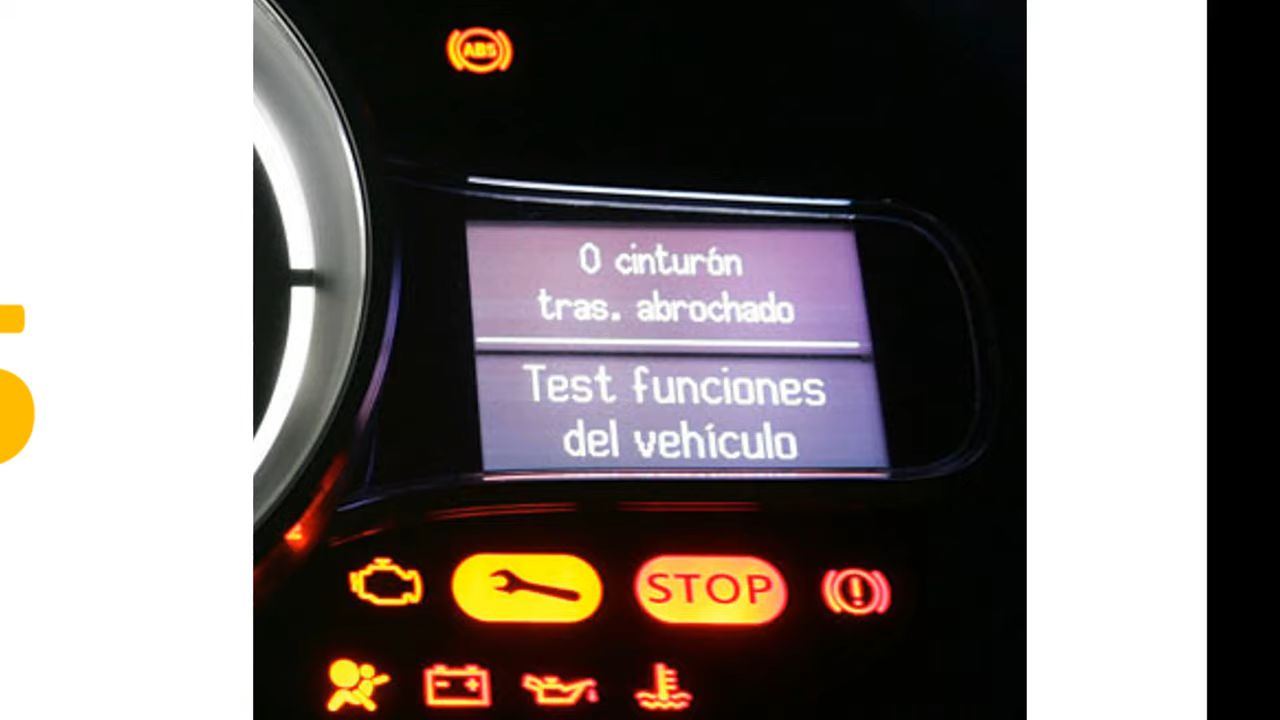 ABS
0 cinturón
tras. abrochado
Test funciones
del vehículo
STOP